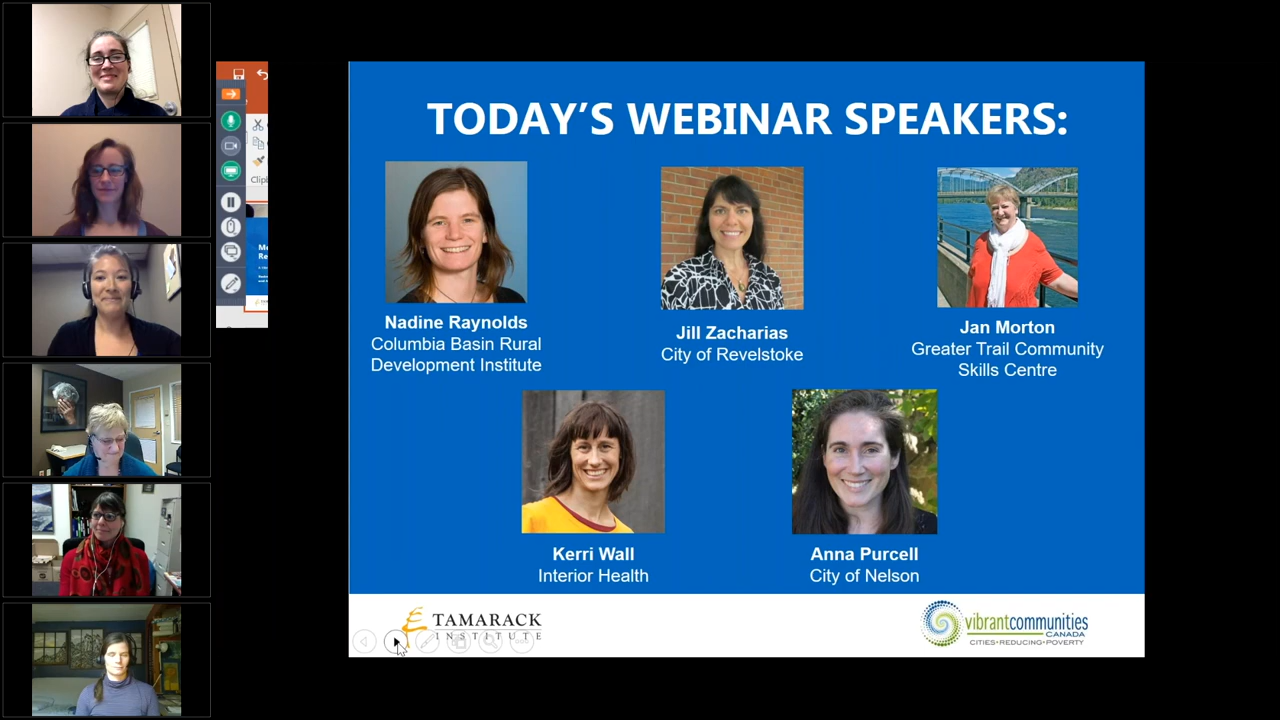 TODAY'S WEBINAR SPEAKERS:
Nadine Raynolds
Columbia Basin Rural
Development Institute
Jill Zacharias
City of Revelstoke
Jan Morton
Greater Trail Community
Skills Centre
Kerri Wall
Interior Health
Anna Purcell
City of Nelson
TAMARACK
INSTITUTE
vibrantcommunities
CANADA
CITIES•REDUCING•POVERTY